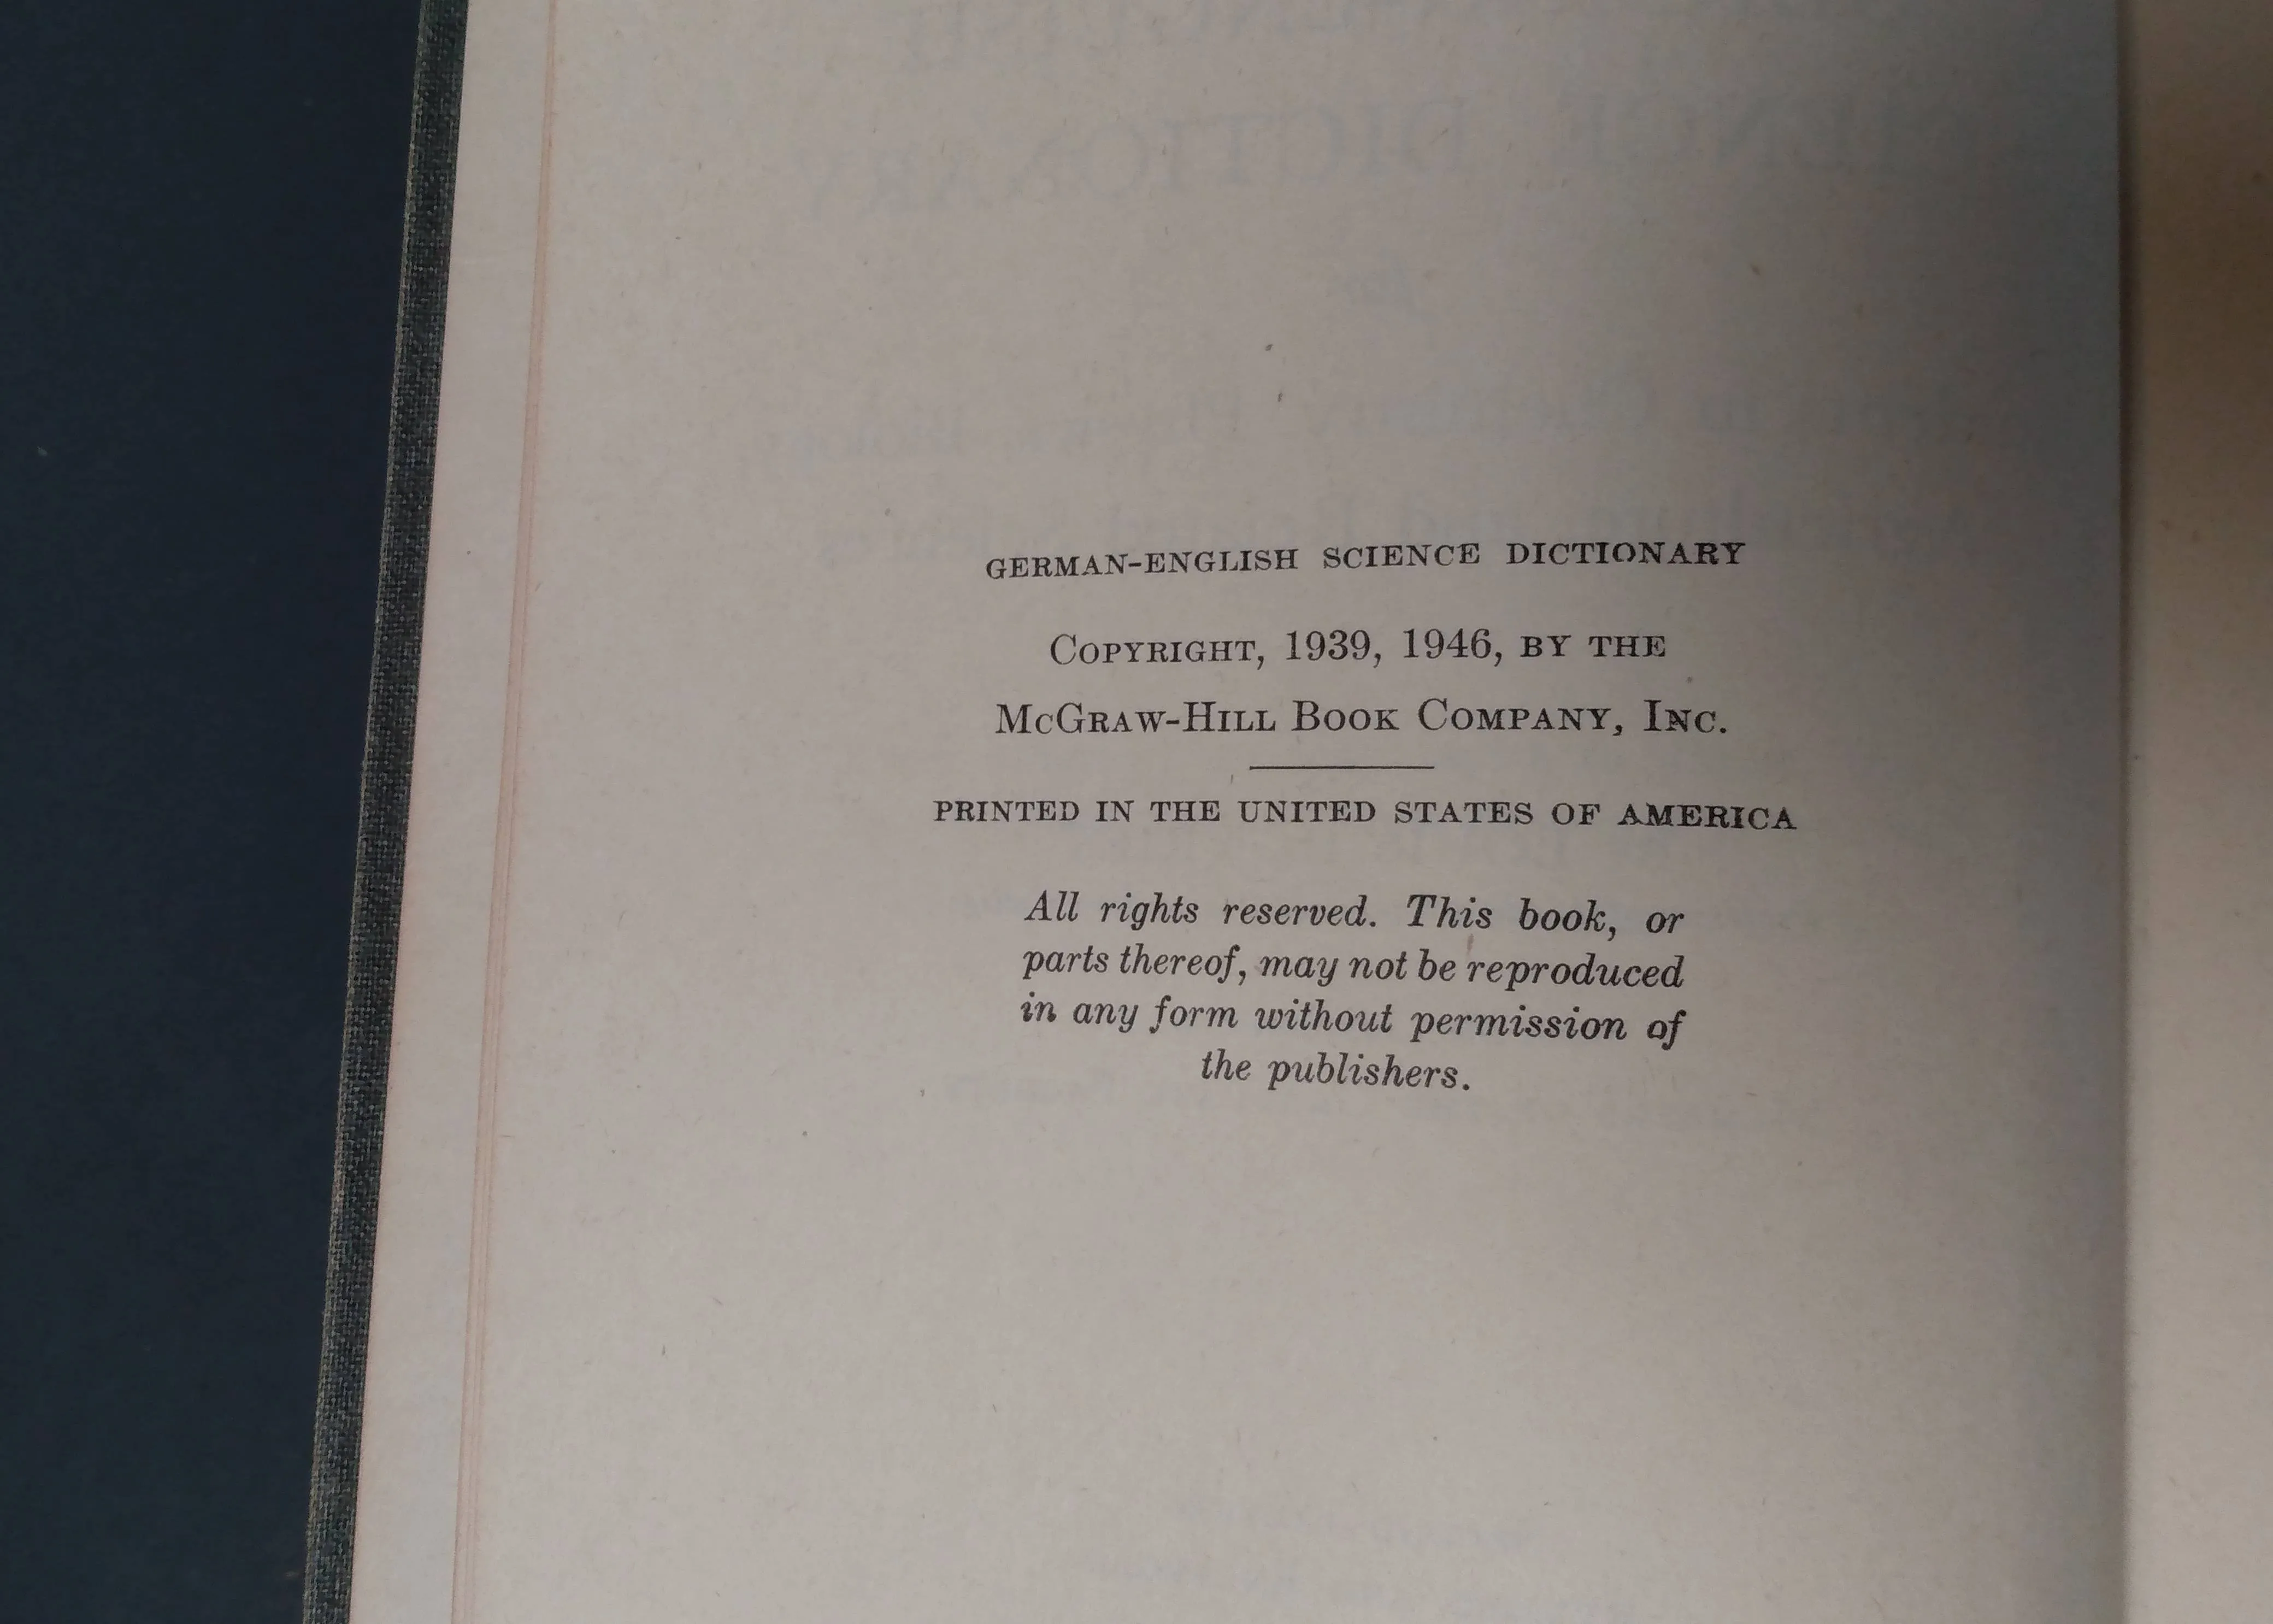 GERMAN-ENGLISH SCIENCE DICTIONARY
COPYRIGHT, 1939, 1946, BY THE
MCGRAW-HILL BOOK COMPANY, INC.
PRINTED IN THE UNITED STATES OF AMERICA
All rights reserved. This book, or
parts thereof, may not be reproduced
in any form without permission of
the publishers.